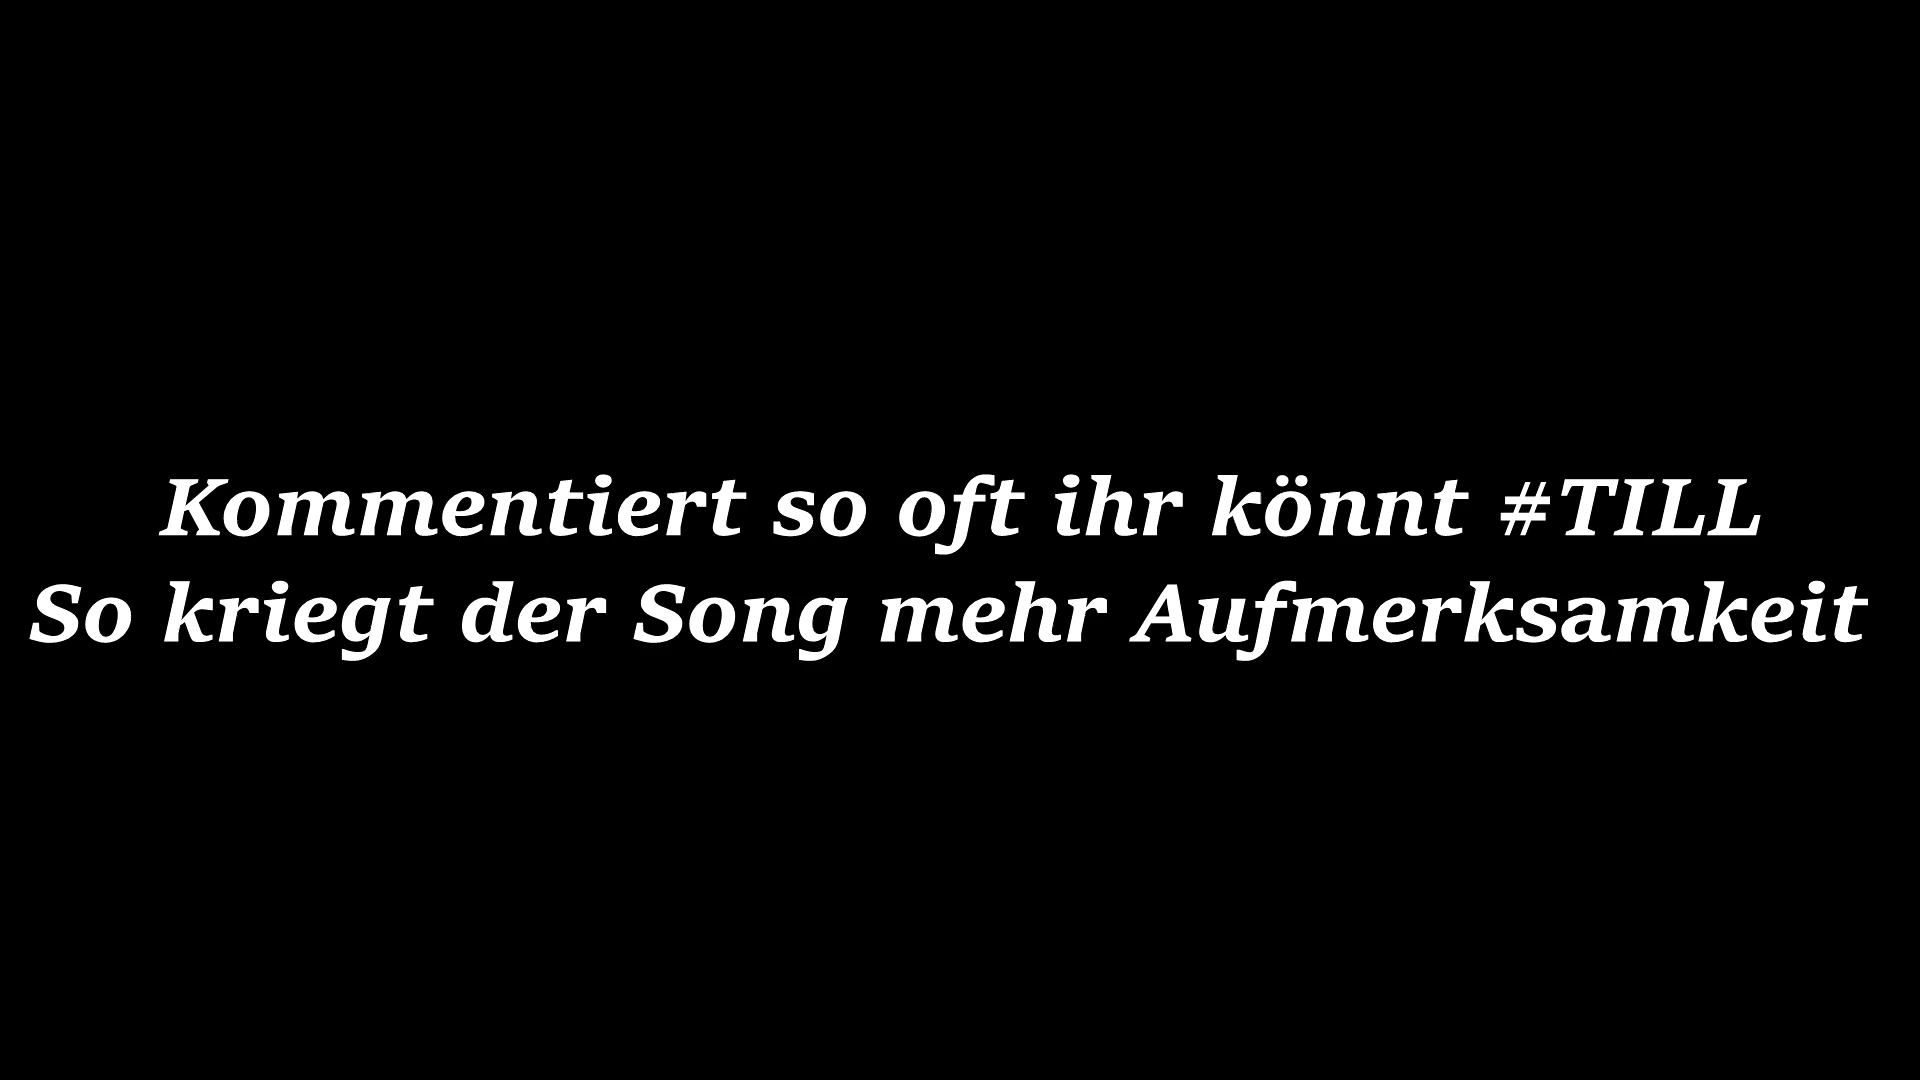 Kommentiert so oft ihr könnt #TILL
So kriegt der Song mehr Aufmerksamkeit